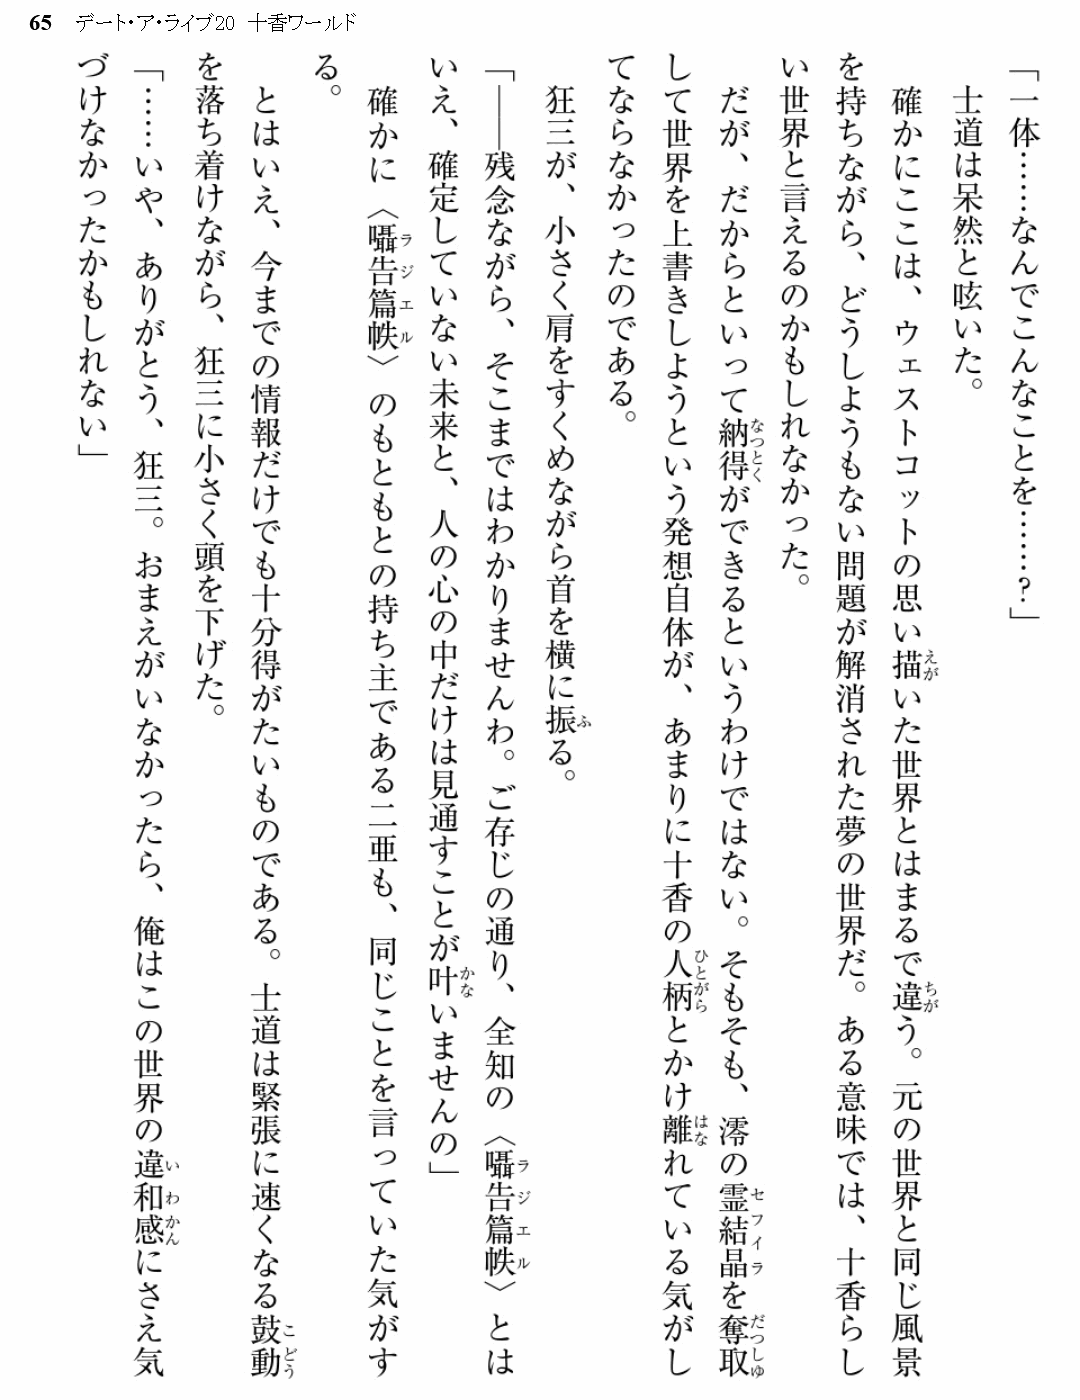 65　デート・ア・ライブ20　十香ワールド
「一体……なんでこんなことを……？」
　士道は呆然と呟いた。
　確かにここは、ウェストコットの思い描いた世界とはまるで違う。元の世界と同じ風景
を持ちながら、どうしようもない問題が解消された夢の世界だ。ある意味では、十香らし
い世界と言えるのかもしれなかった。
　だが、だからといって納得ができるというわけではない。そもそも、澪の霊結晶を奪取
して世界を上書きしようという発想自体が、あまりに十香の人柄とかけ離れている気がし
てならなかったのである。
　狂三が、小さく肩をすくめながら首を横に振る。
「――残念ながら、そこまではわかりませんわ。ご存じの通り、全知の〈囁告篇帙〉とは
いえ、確定していない未来と、人の心の中だけは見通すことが叶いませんの」
　確かに〈囁告篇帙〉のもともとの持ち主である二亜も、同じことを言っていた気がす
る。
　とはいえ、今までの情報だけでも十分得がたいものである。士道は緊張に速くなる鼓動
を落ち着けながら、狂三に小さく頭を下げた。
「……いや、ありがとう、狂三。おまえがいなかったら、俺はこの世界の違和感にさえ気
づけなかったかもしれない」